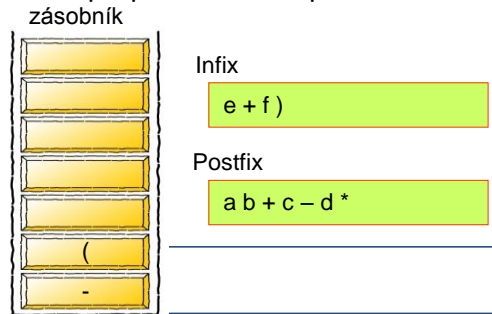 zásobník
Infix
e + f )
Postfix
a b + c – d *
(
-